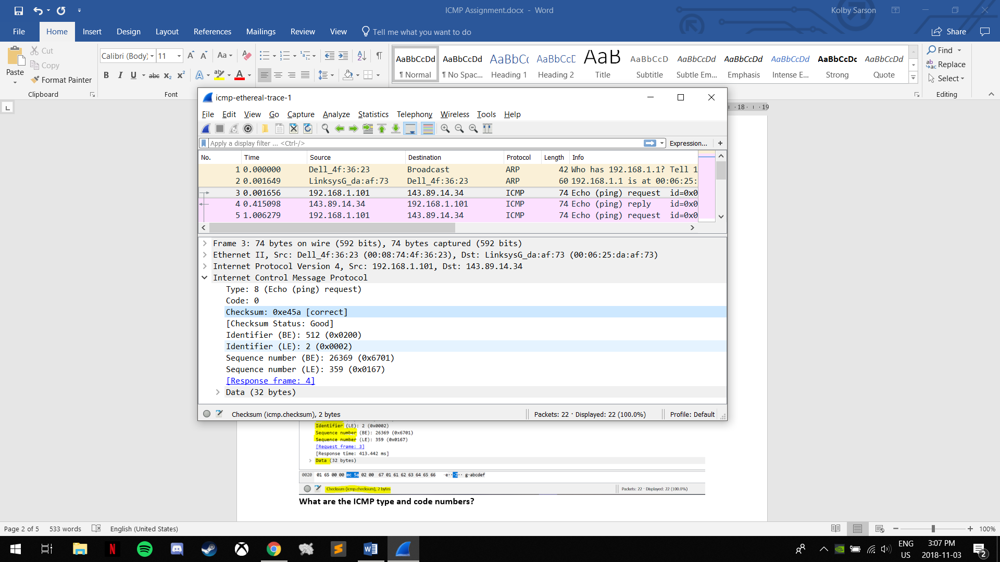 ICMP Assignment.docx - Word
Kolby Sarson
File Home Insert Design Layout References Mailings Review View Tell me what you want to do
Share
Paste
Cut
Copy
Format Painter
Clipboard
Calibri (Body) 11
Font
AaBbCcDd AaBbCcDd AaBbCc AaBbCcC AaB AaBbCcD AaBbCcDd AaBbCcDd AaBbCcDd AaBbCcDc AaBbCcDd
¶ Normal ¶ No Spac... Heading 1 Heading 2 Title Subtitle Subtle Em... Emphasis Intense E... Strong Quote
Find
Replace
Select
Editing
18 19
icmp-ethereal-trace-1
File Edit View Go Capture Analyze Statistics Telephony Wireless Tools Help
Apply a display filter ... <Ctrl-/>
Expression... +
No. Time Source Destination Protocol Length Info
1 0.000000 Dell_4f:36:23 Broadcast ARP 42 Who has 192.168.1.1? Tell 1
2 0.001649 LinksysG_da:af:73 Dell_4f:36:23 ARP 60 192.168.1.1 is at 00:06:25:
3 0.001656 192.168.1.101 143.89.14.34 ICMP 74 Echo (ping) request id=0x0
4 0.415098 143.89.14.34 192.168.1.101 74 Echo (ping) reply id=0x0
5 1.006279 192.168.1.101 143.89.14.34 ICMP 74 Echo (ping) request id=0x0
Frame 3: 74 bytes on wire (592 bits), 74 bytes captured (592 bits)
Ethernet II, Src: Dell_4f:36:23 (00:08:74:4f:36:23), Dst: LinksysG_da:af:73 (00:06:25:da:af:73)
Internet Protocol Version 4, Src: 192.168.1.101, Dst: 143.89.14.34
Internet Control Message Protocol
Type: 8 (Echo (ping) request)
Code: 0
Checksum: 0xe45a [correct]
[Checksum Status: Good]
Identifier (BE): 512 (0x0200)
Identifier (LE): 2 (0x0002)
Sequence number (BE): 26369 (0x6701)
Sequence number (LE): 359 (0x0167)
[Response frame: 4]
Data (32 bytes)
Checksum (icmp.checksum), 2 bytes
Packets: 22 · Displayed: 22 (100.0%)
Profile: Default
Identifier (LE): 2 (0x0002)
Sequence number (BE): 26369 (0x6701)
Sequence number (LE): 359 (0x0167)
[Request frame: 3]
[Response time: 413.442 ms]
Data (32 bytes)
0020 01 65 00 00 ec 5a 02 00 67 01 61 62 63 64 65 66 ·e···Z·· g·abcdef
Checksum (icmp.checksum), 2 bytes
Packets: 22 · Displayed: 22 (100.0%)
What are the ICMP type and code numbers?
Page 2 of 5 533 words English (United States)
100%
ENG
US
3:07 PM
2018-11-03
2